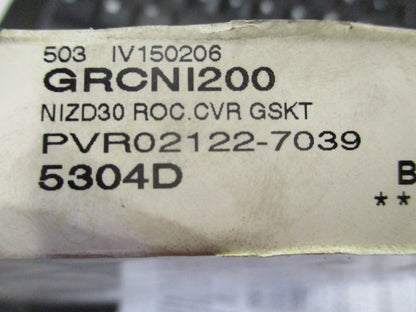 503 IV150206
GRCNI200
NIZD30 ROC.CVR GSKT
PVR02122-7039
5304D B
**